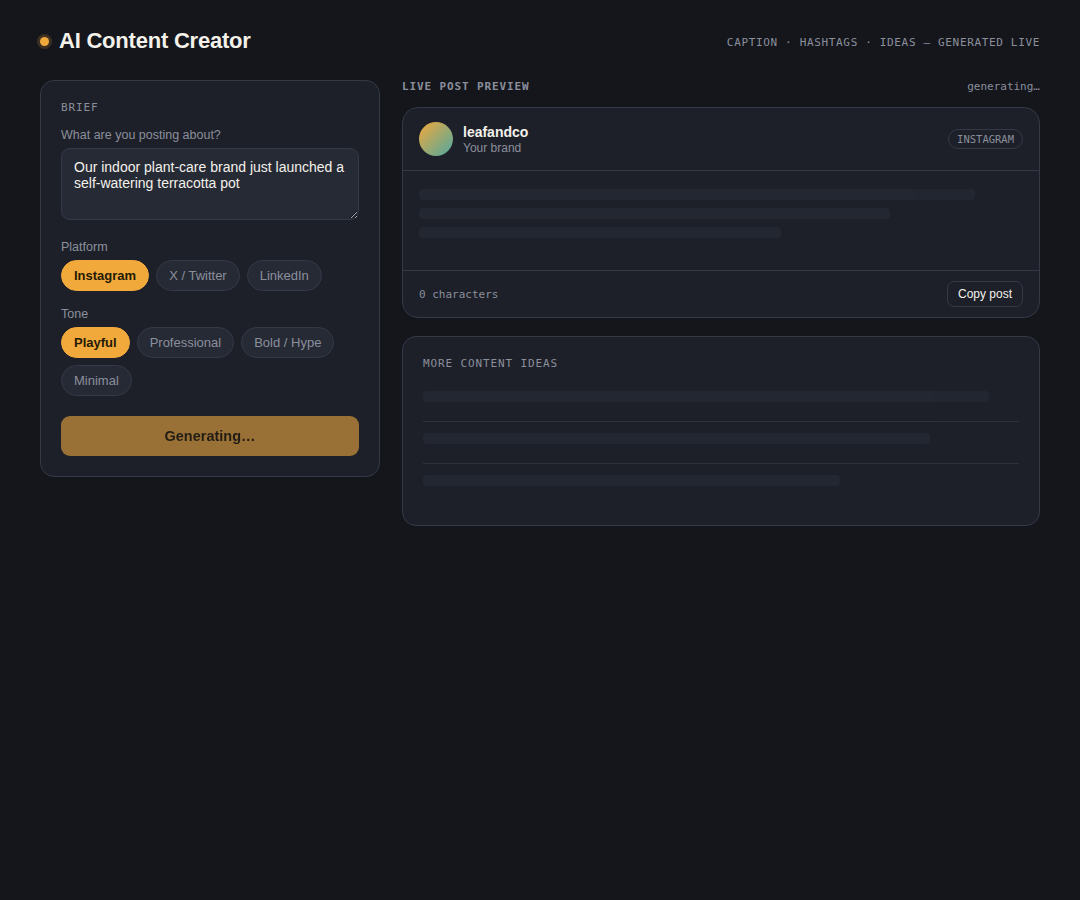 AI Content Creator
CAPTION · HASHTAGS · IDEAS — GENERATED LIVE
BRIEF
What are you posting about?
Our indoor plant-care brand just launched a
self-watering terracotta pot
Platform
Instagram
X / Twitter
LinkedIn
Tone
Playful
Professional
Bold / Hype
Minimal
Generating…
LIVE POST PREVIEW
generating…
leafandco
Your brand
INSTAGRAM
0 characters
Copy post
MORE CONTENT IDEAS